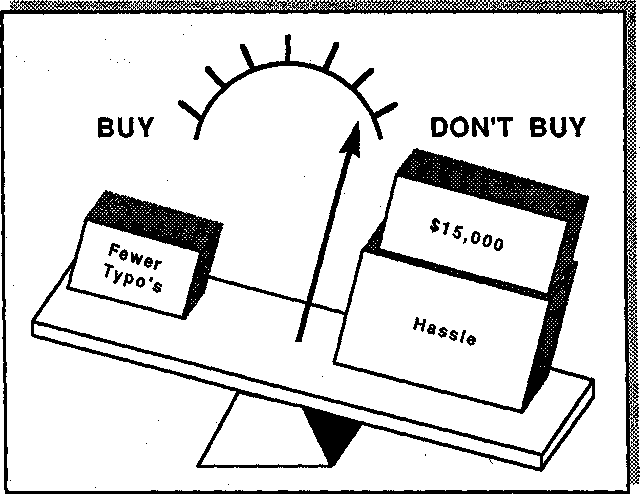 BUY
DON'T BUY
Fewer
Typo's
$15,000
Hassle